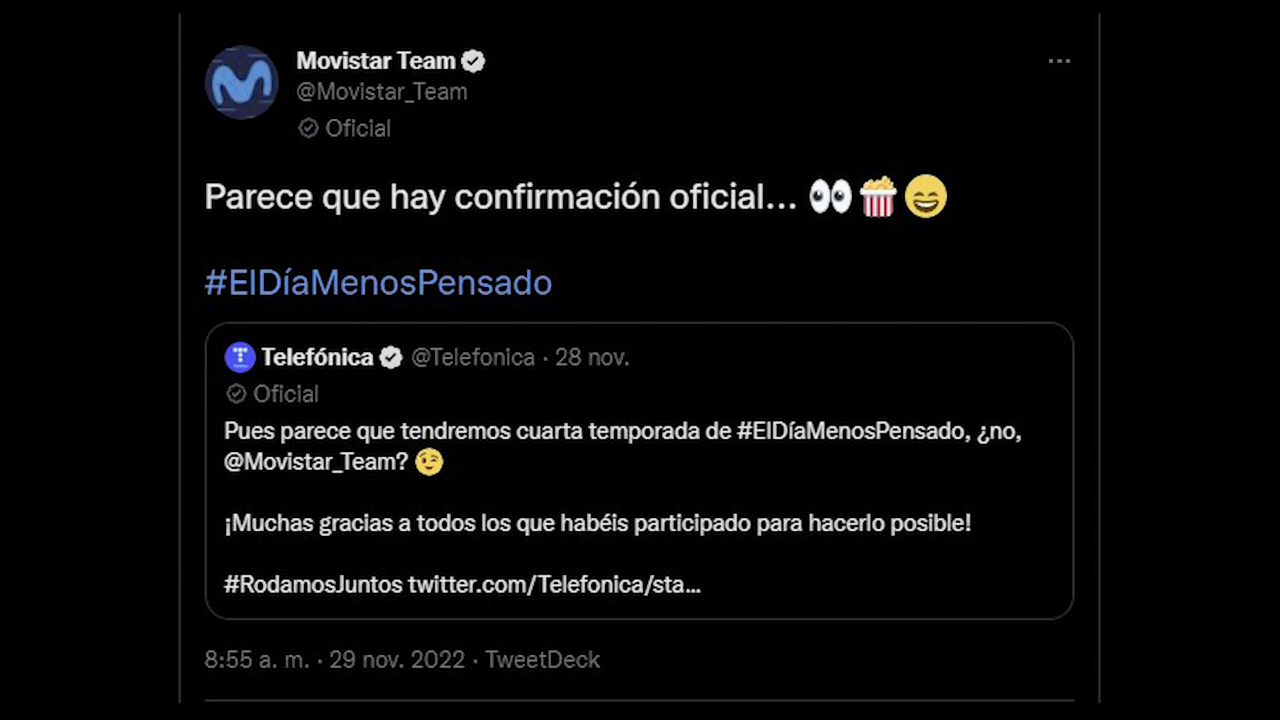 Movistar Team
@Movistar_Team
Oficial
Parece que hay confirmación oficial... 👀🍿😄
#ElDíaMenosPensado
Telefónica @Telefonica · 28 nov.
Oficial
Pues parece que tendremos cuarta temporada de #ElDíaMenosPensado, ¿no,
@Movistar_Team? 😉
¡Muchas gracias a todos los que habéis participado para hacerlo posible!
#RodamosJuntos twitter.com/Telefonica/sta...
8:55 a. m. · 29 nov. 2022 · TweetDeck